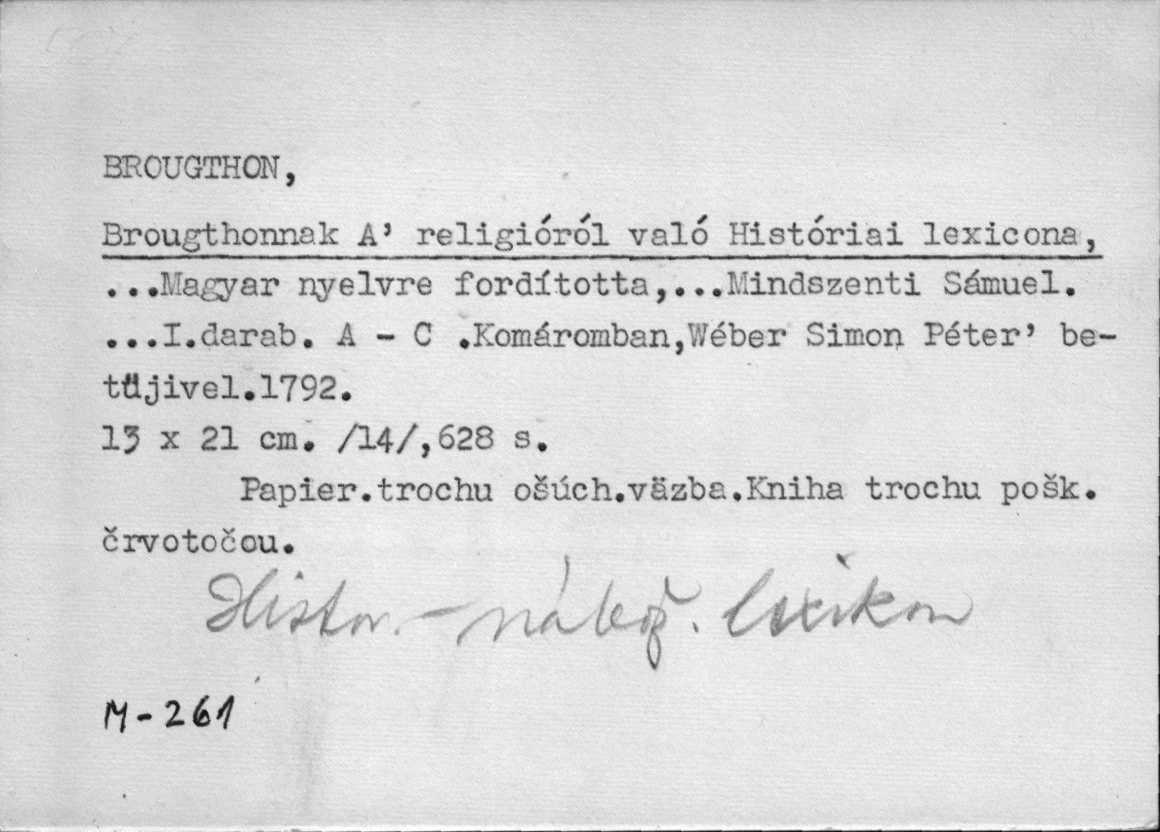 BROUGTHON,
Brougthonnak A' religióról való Históriai lexicona,
...Magyar nyelvre fordította,...Mindszenti Sámuel.
...I.darab. A - C .Komáromban,Wéber Simon Péter' be-
tüjivel.1792.
13 x 21 cm. /14/,628 s.
Papier.trochu ošúch.väzba.Kniha trochu pošk.
črvotočou.
Histor. - nábož. lexikon
M-261